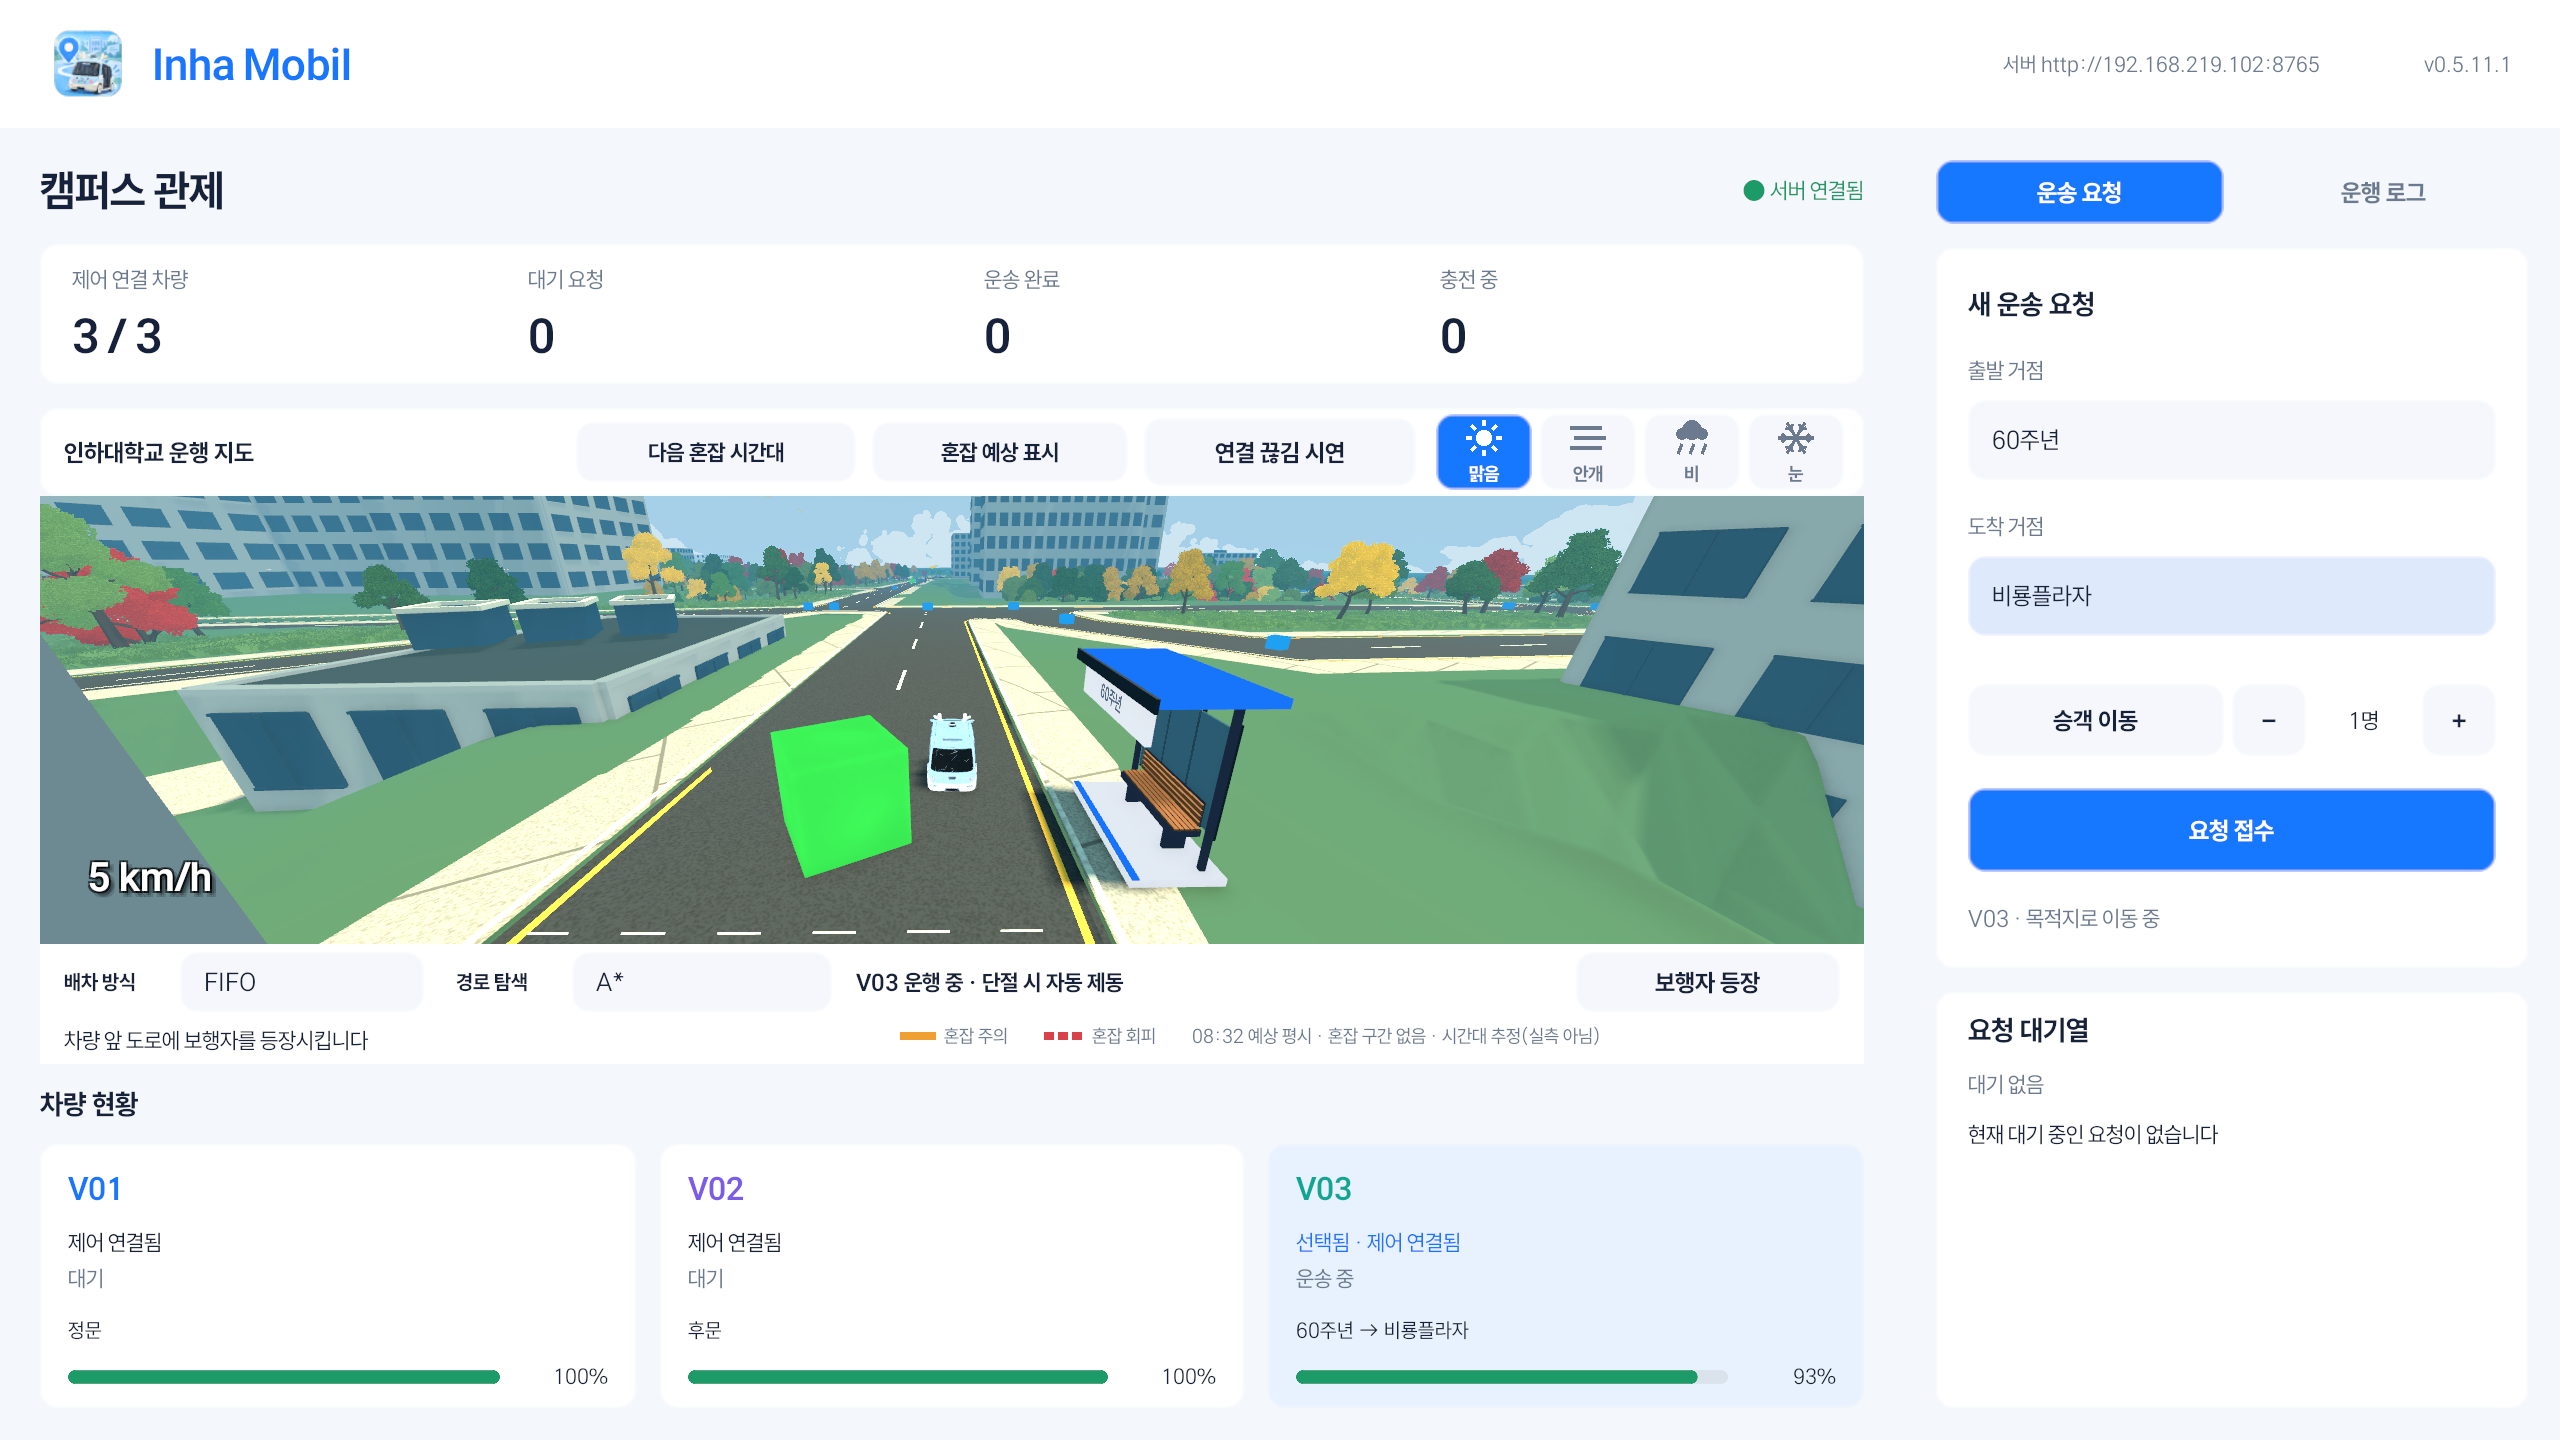 Inha Mobil
서버 http://192.168.219.102:8765
v0.5.11.1
캠퍼스 관제
서버 연결됨
제어 연결 차량
대기 요청
운송 완료
충전 중
3 / 3
0
0
0
인하대학교 운행 지도
다음 혼잡 시간대
혼잡 예상 표시
연결 끊김 시연
맑음
안개
비
눈
60주년
5 km/h
배차 방식
FIFO
경로 탐색
A*
V03 운행 중 · 단절 시 자동 제동
보행자 등장
차량 앞 도로에 보행자를 등장시킵니다
혼잡 주의
혼잡 회피
08:32 예상 평시 · 혼잡 구간 없음 · 시간대 추정(실측 아님)
차량 현황
V01
제어 연결됨
대기
정문
100%
V02
제어 연결됨
대기
후문
100%
V03
선택됨 · 제어 연결됨
운송 중
60주년 → 비룡플라자
93%
운송 요청
운행 로그
새 운송 요청
출발 거점
60주년
도착 거점
비룡플라자
승객 이동
−
1명
+
요청 접수
V03 · 목적지로 이동 중
요청 대기열
대기 없음
현재 대기 중인 요청이 없습니다